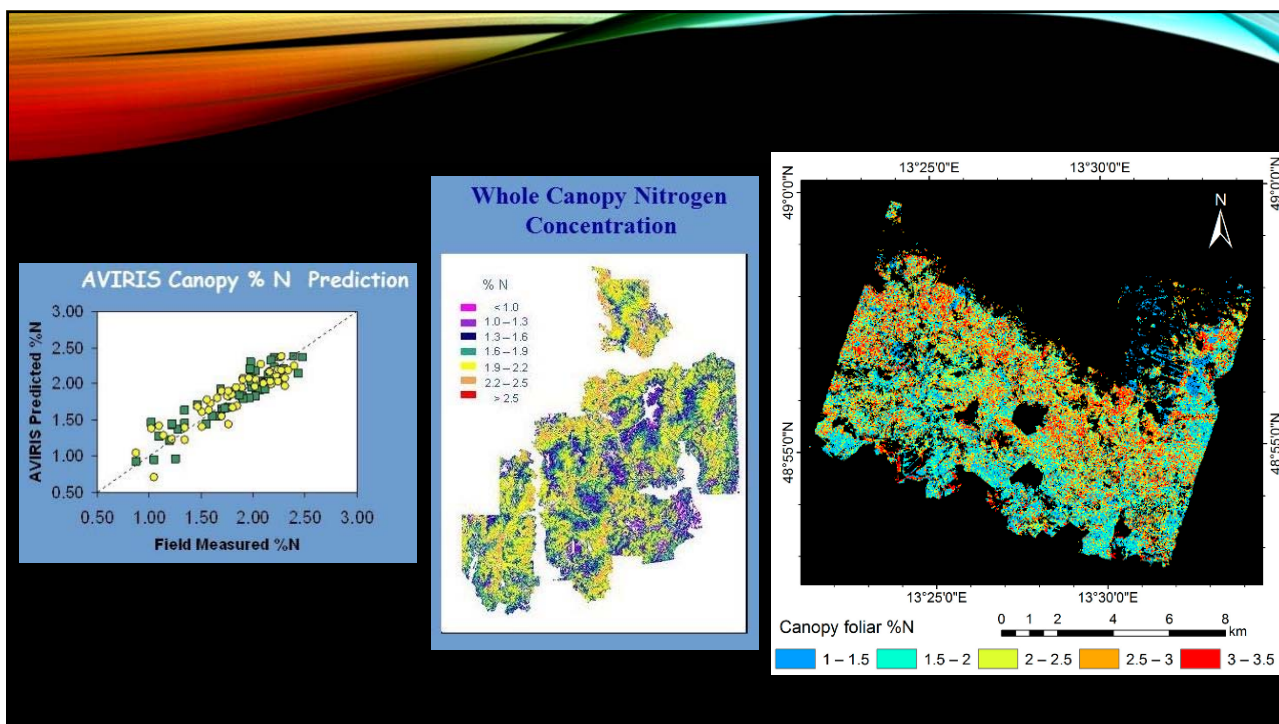 AVIRIS Canopy % N Prediction
AVIRIS Predicted %N
3.00
2.50
2.00
1.50
1.00
0.50
0.50 1.00 1.50 2.00 2.50 3.00
Field Measured %N
Whole Canopy Nitrogen
Concentration
% N
<1.0
1.0 – 1.3
1.3 – 1.6
1.6 – 1.9
1.9 – 2.2
2.2 – 2.5
> 2.5
13°25'0"E 13°30'0"E
49°0'0"N
49°0'0"N
N
48°55'0"N
48°55'0"N
13°25'0"E 13°30'0"E
Canopy foliar %N
0 1 2 4 6 8
km
1 – 1.5 1.5 – 2 2 – 2.5 2.5 – 3 3 – 3.5